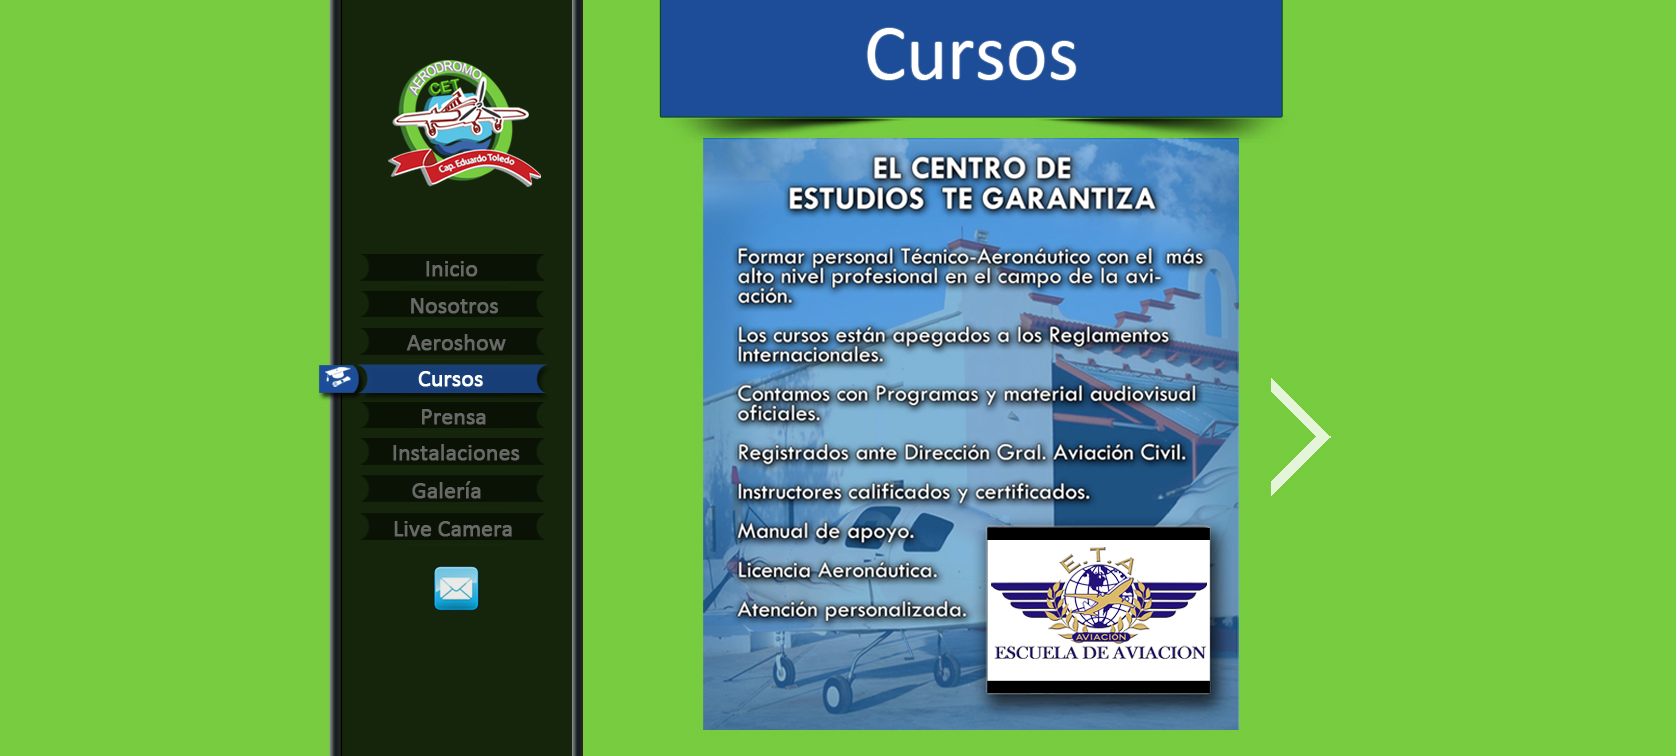 AERODROMO
CET
Cap. Eduardo Toledo
Inicio
Nosotros
Aeroshow
Cursos
Prensa
Instalaciones
Galería
Live Camera
Cursos
EL CENTRO DE
ESTUDIOS TE GARANTIZA
Formar personal Técnico-Aeronáutico con el más
alto nivel profesional en el campo de la avi-
ación.
Los cursos están apegados a los Reglamentos
Internacionales.
Contamos con Programas y material audiovisual
oficiales.
Registrados ante Dirección Gral. Aviación Civil.
Instructores calificados y certificados.
Manual de apoyo.
Licencia Aeronáutica.
Atención personalizada.
E.T.A
AVIACIÓN
ESCUELA DE AVIACION